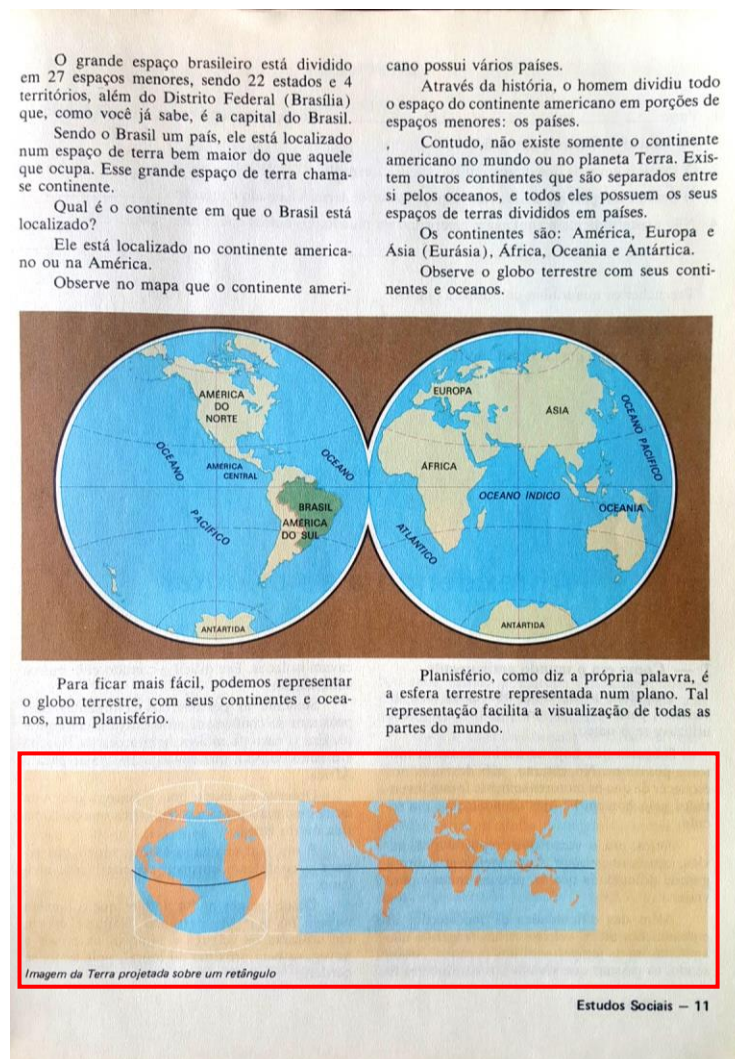 O grande espaço brasileiro está dividido
em 27 espaços menores, sendo 22 estados e 4
territórios, além do Distrito Federal (Brasília)
que, como você já sabe, é a capital do Brasil.
Sendo o Brasil um país, ele está localizado
num espaço de terra bem maior do que aquele
que ocupa. Esse grande espaço de terra chama-
se continente.
Qual é o continente em que o Brasil está
localizado?
Ele está localizado no continente america-
no ou na América.
Observe no mapa que o continente ameri-
cano possui vários países.
Através da história, o homem dividiu todo
o espaço do continente americano em porções de
espaços menores: os países.
Contudo, não existe somente o continente
americano no mundo ou no planeta Terra. Exis-
tem outros continentes que são separados entre
si pelos oceanos, e todos eles possuem os seus
espaços de terras divididos em países.
Os continentes são: América, Europa e
Ásia (Eurásia), África, Oceania e Antártica.
Observe o globo terrestre com seus conti-
nentes e oceanos.
AMÉRICA
DO
NORTE
OCEANO
PACÍFICO
AMÉRICA
CENTRAL
OCEANO
BRASIL
AMÉRICA
DO SUL
ANTÁRTIDA
EUROPA
ÁSIA
OCEANO PACÍFICO
ÁFRICA
OCEANO ÍNDICO
OCEANIA
ATLÂNTICO
ANTÁRTIDA
Para ficar mais fácil, podemos representar
o globo terrestre, com seus continentes e ocea-
nos, num planisfério.
Planisfério, como diz a própria palavra, é
a esfera terrestre representada num plano. Tal
representação facilita a visualização de todas as
partes do mundo.
Imagem da Terra projetada sobre um retângulo
Estudos Sociais — 11